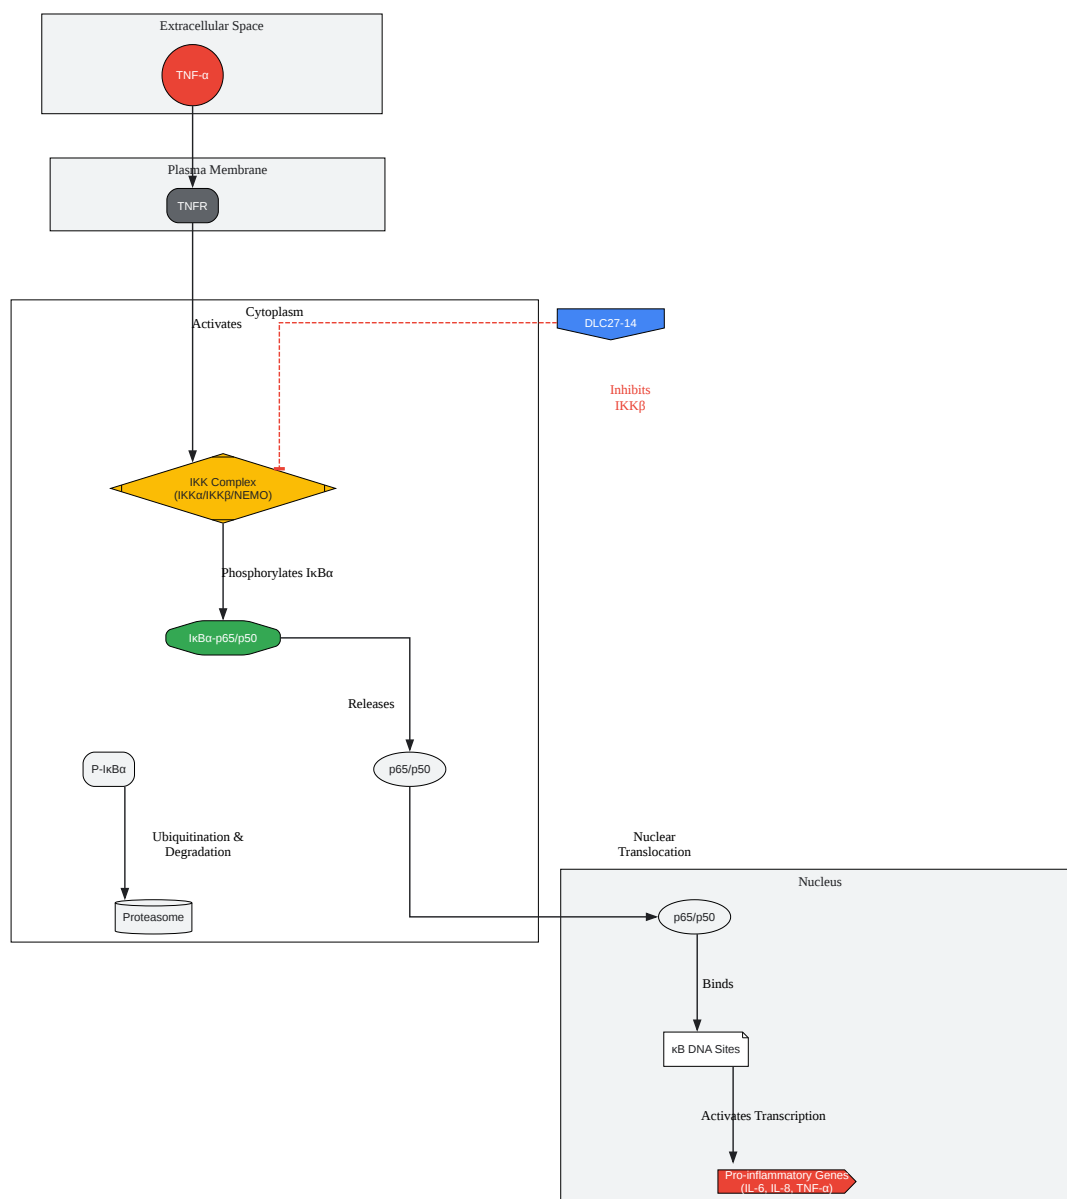 Extracellular Space
TNF-α
Plasma Membrane
TNFR
Cytoplasm
Activates
DLC27-14
Inhibits
IKKβ
IKK Complex
(IKKα/IKKβ/NEMO)
Phosphorylates IκBα
IκBα-p65/p50
Releases
P-IκBα
p65/p50
Ubiquitination &
Degradation
Nuclear
Translocation
Proteasome
Nucleus
p65/p50
Binds
κB DNA Sites
Activates Transcription
Pro-inflammatory Genes
(IL-6, IL-8, TNF-α)